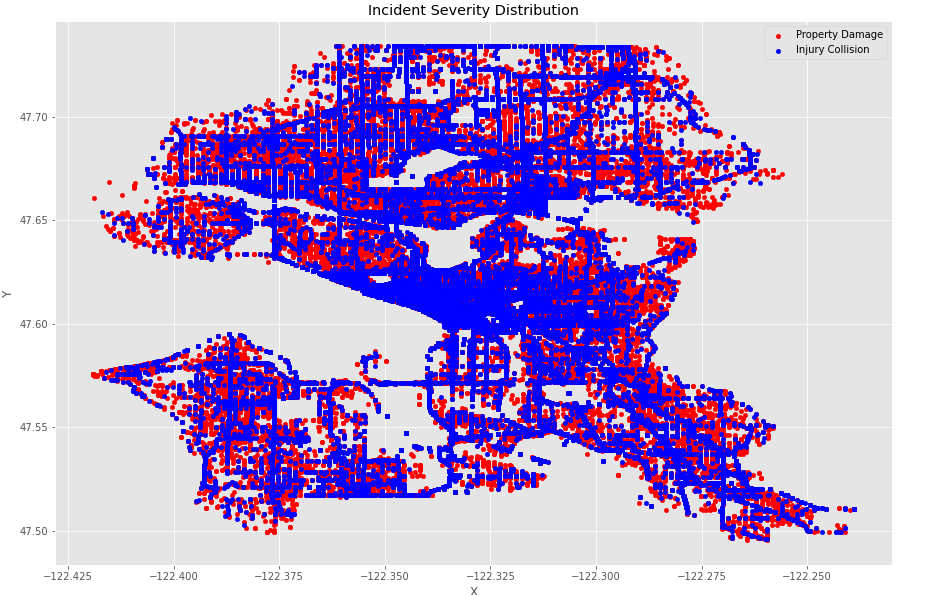 Incident Severity Distribution
Property Damage
Injury Collision
47.70
47.65
47.60
47.55
47.50
Y
−122.425 −122.400 −122.375 −122.350 −122.325 −122.300 −122.275 −122.250
X